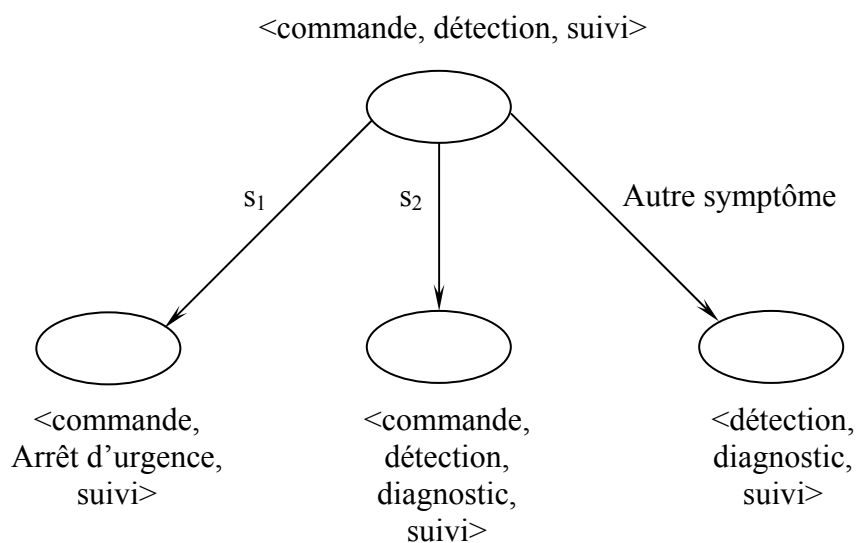 <commande, détection, suivi>
s₁
s₂
Autre symptôme
<commande,
Arrêt d’urgence,
suivi>
<commande,
détection,
diagnostic,
suivi>
<détection,
diagnostic,
suivi>